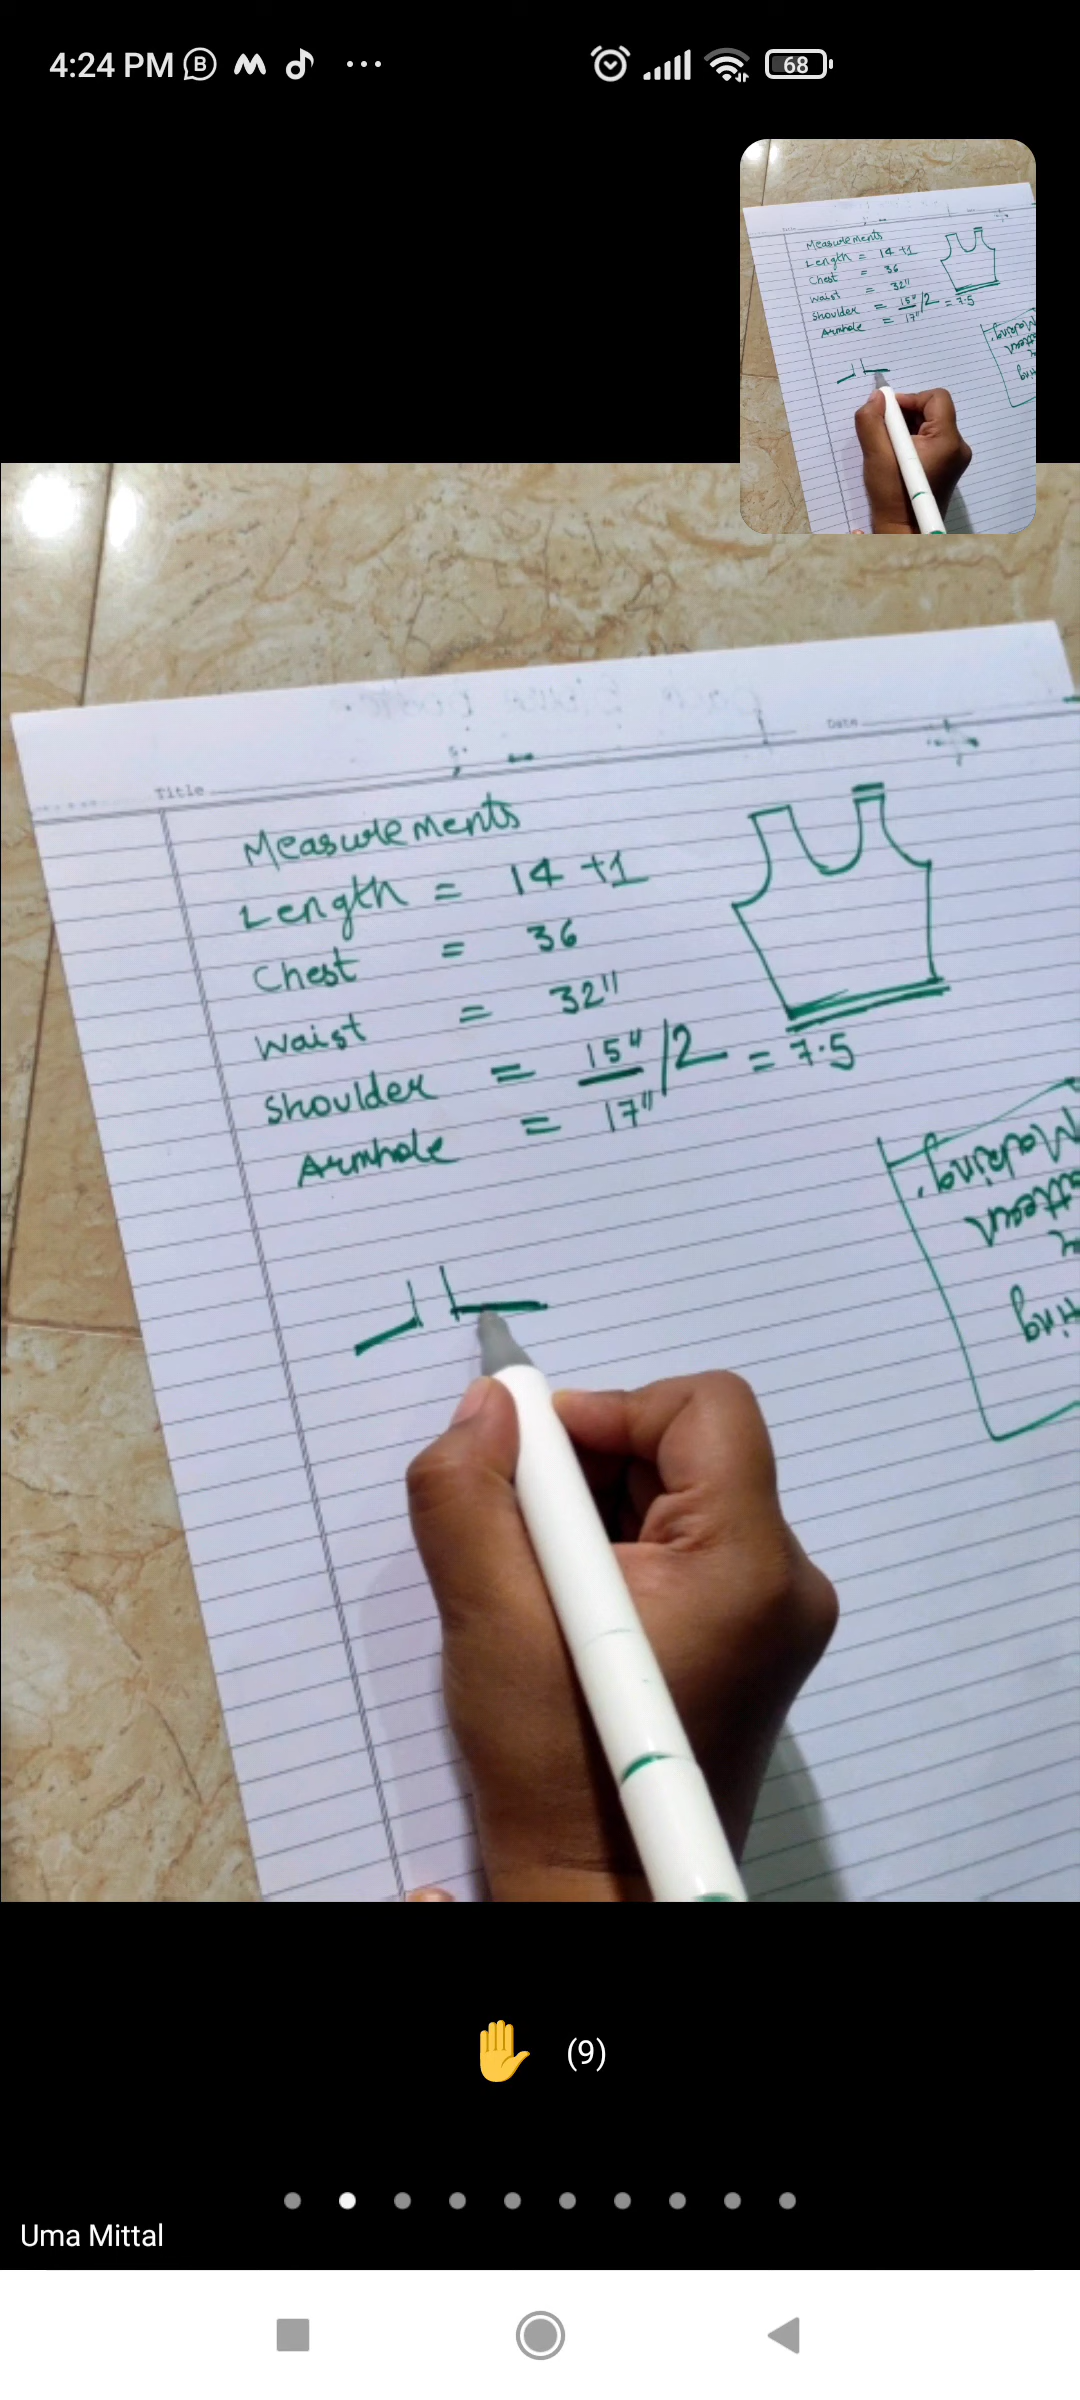 4:24 PM
68
Title
Date
Measurements
Length = 14 +1
Chest = 36
Waist = 32"
Shoulder = 15"/2 = 7.5
Armhole = 17"
Making
(9)
Uma Mittal